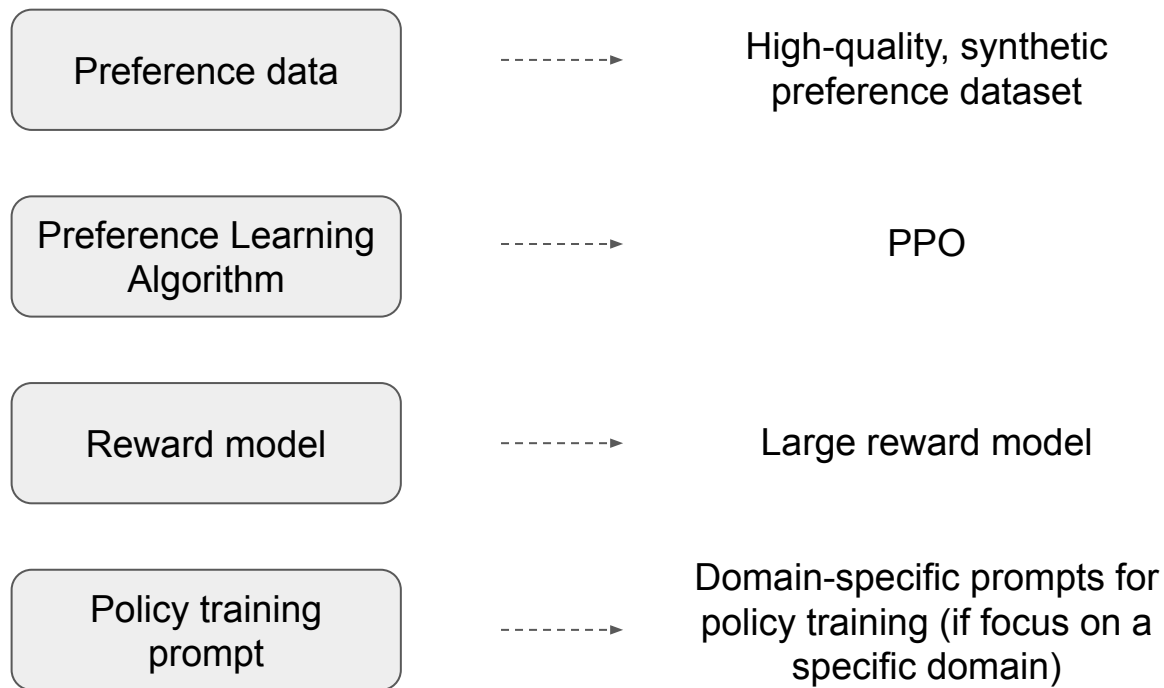 Preference data
High-quality, synthetic
preference dataset
Preference Learning
Algorithm
PPO
Reward model
Large reward model
Policy training
prompt
Domain-specific prompts for
policy training (if focus on a
specific domain)